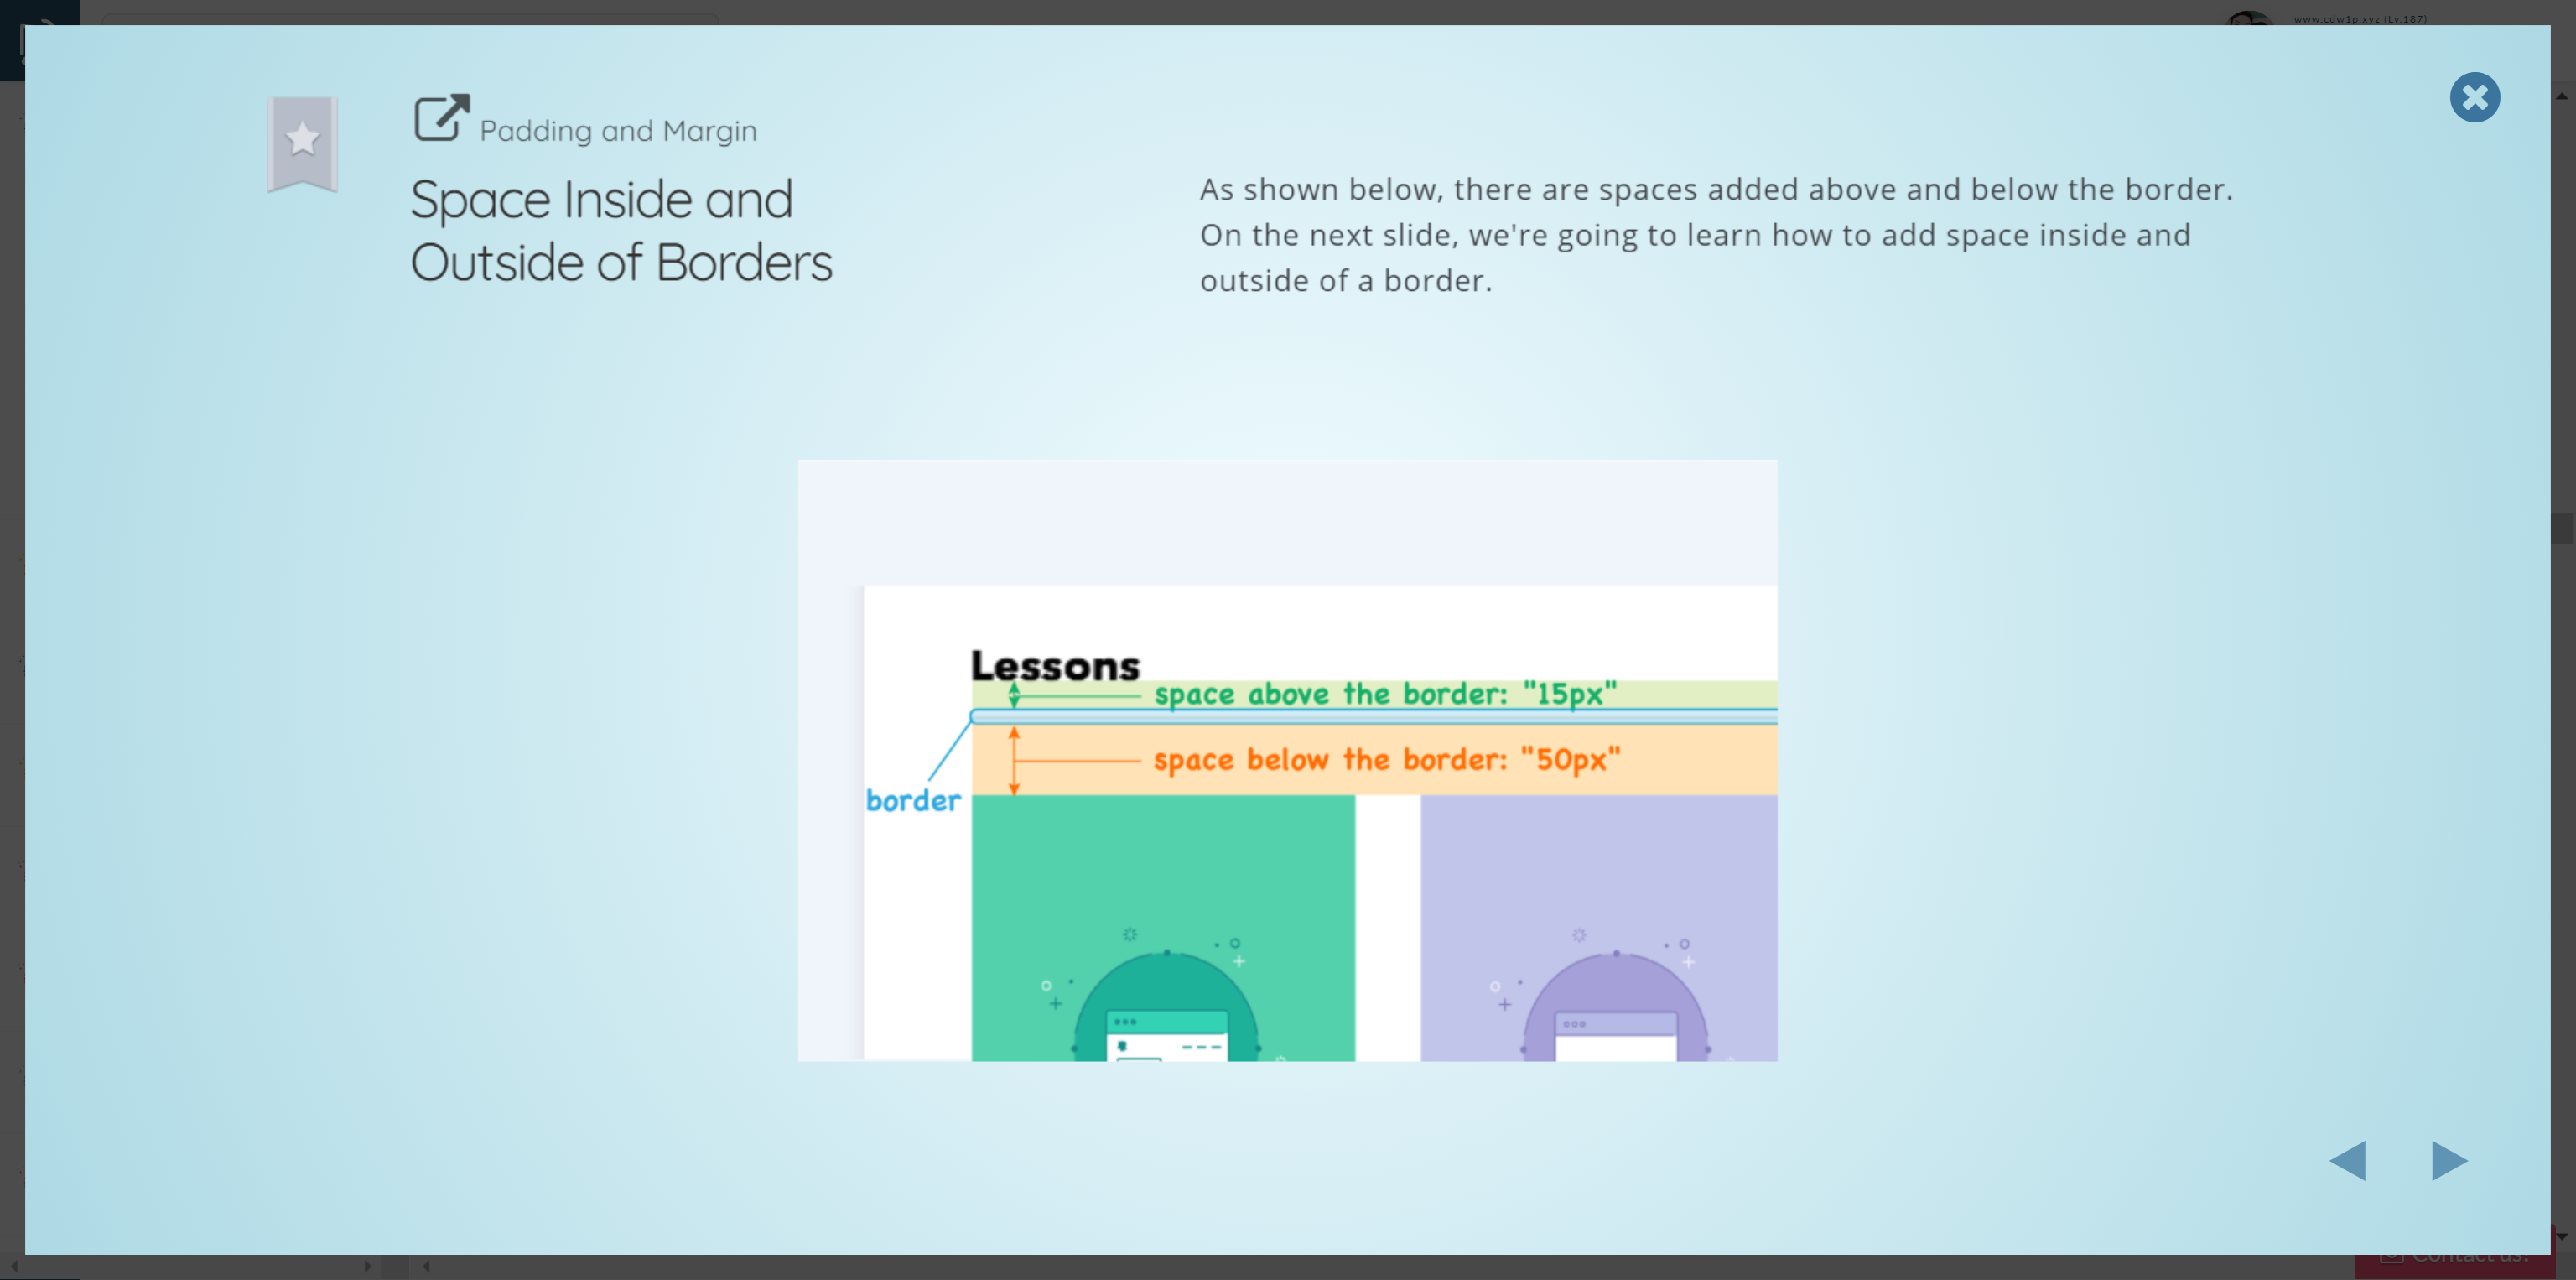 www.cdw1p.xyz (Lv.187)
Padding and Margin
Space Inside and
Outside of Borders
As shown below, there are spaces added above and below the border.
On the next slide, we're going to learn how to add space inside and
outside of a border.
Lessons
space above the border: "15px"
space below the border: "50px"
border
Contact us!